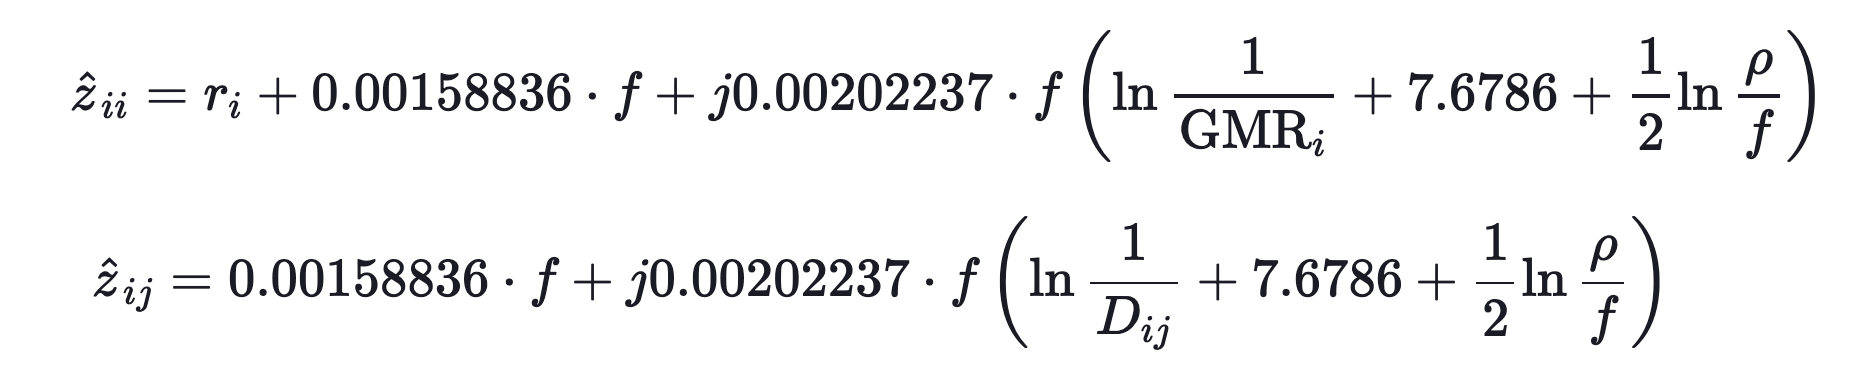 ẑ_ii = r_i + 0.00158836 · f + j0.00202237 · f (ln 1/GMR_i + 7.6786 + 1/2 ln ρ/f)
ẑ_ij = 0.00158836 · f + j0.00202237 · f (ln 1/D_ij + 7.6786 + 1/2 ln ρ/f)